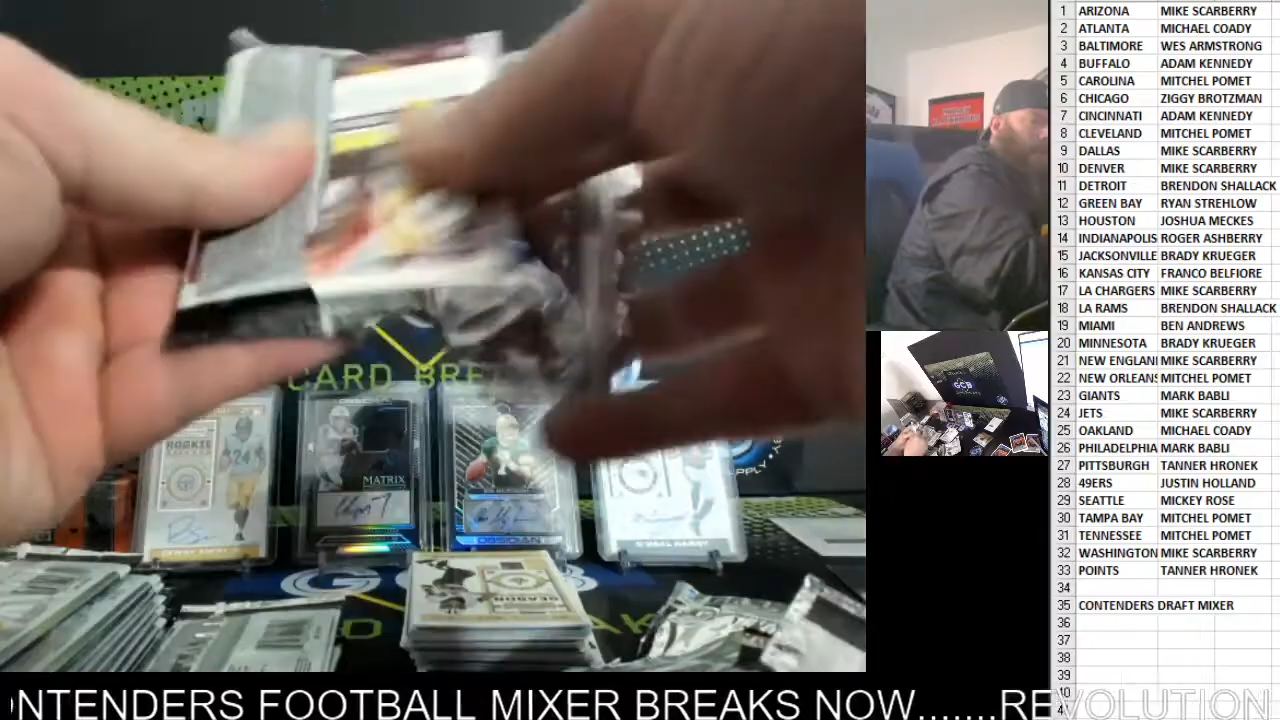 CARD BRE
ROOKIE
24
MATRIX
OBSIDIAN
SEASON
GCB
1 ARIZONA MIKE SCARBERRY
2 ATLANTA MICHAEL COADY
3 BALTIMORE WES ARMSTRONG
4 BUFFALO ADAM KENNEDY
5 CAROLINA MITCHEL POMET
6 CHICAGO ZIGGY BROTZMAN
7 CINCINNATI ADAM KENNEDY
8 CLEVELAND MITCHEL POMET
9 DALLAS MIKE SCARBERRY
10 DENVER MIKE SCARBERRY
11 DETROIT BRENDON SHALLACK
12 GREEN BAY RYAN STREHLOW
13 HOUSTON JOSHUA MECKES
14 INDIANAPOLIS ROGER ASHBERRY
15 JACKSONVILLE BRADY KRUEGER
16 KANSAS CITY FRANCO BELFIORE
17 LA CHARGERS MIKE SCARBERRY
18 LA RAMS BRENDON SHALLACK
19 MIAMI BEN ANDREWS
20 MINNESOTA BRADY KRUEGER
21 NEW ENGLAN MIKE SCARBERRY
22 NEW ORLEANS MITCHEL POMET
23 GIANTS MARK BABLI
24 JETS MIKE SCARBERRY
25 OAKLAND MICHAEL COADY
26 PHILADELPHIA MARK BABLI
27 PITTSBURGH TANNER HRONEK
28 49ERS JUSTIN HOLLAND
29 SEATTLE MICKEY ROSE
30 TAMPA BAY MITCHEL POMET
31 TENNESSEE MITCHEL POMET
32 WASHINGTON MIKE SCARBERRY
33 POINTS TANNER HRONEK
34
35 CONTENDERS DRAFT MIXER
36
37
38
39
40
NTENDERS FOOTBALL MIXER BREAKS NOW.......REVOLUTION